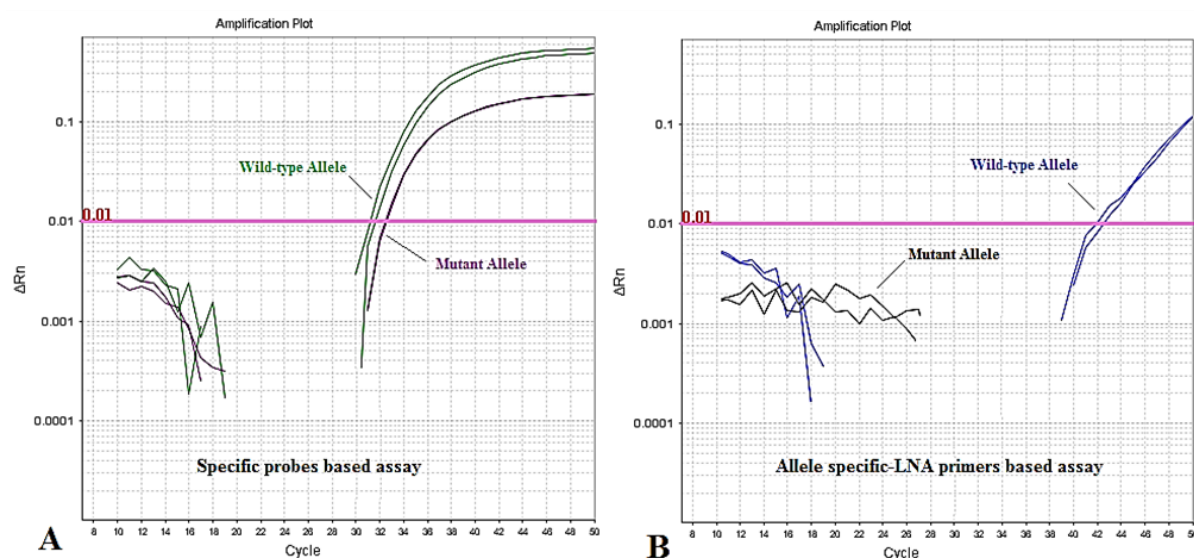 Amplification Plot
0.1
0.01
0.01
0.001
0.0001
ΔRn
Wild-type Allele
Mutant Allele
Specific probes based assay
8 10 12 14 16 18 20 22 24 26 28 30 32 34 36 38 40 42 44 46 48 50
Cycle
A
Amplification Plot
0.1
0.01
0.01
0.001
0.0001
ΔRn
Wild-type Allele
Mutant Allele
Allele specific-LNA primers based assay
8 10 12 14 16 18 20 22 24 26 28 30 32 34 36 38 40 42 44 46 48 50
Cycle
B